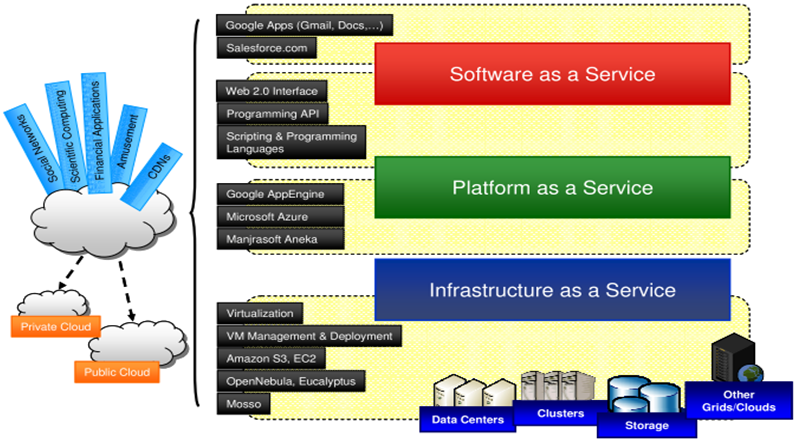 Social Networks
Scientific Computing
Financial Applications
Amusement
CDNs
Private Cloud
Public Cloud
Google Apps (Gmail, Docs,...)
Salesforce.com
Software as a Service
Web 2.0 Interface
Programming API
Scripting & Programming
Languages
Platform as a Service
Google AppEngine
Microsoft Azure
Manjrasoft Aneka
Infrastructure as a Service
Virtualization
VM Management & Deployment
Amazon S3, EC2
OpenNebula, Eucalyptus
Mosso
Data Centers
Clusters
Storage
Other
Grids/Clouds